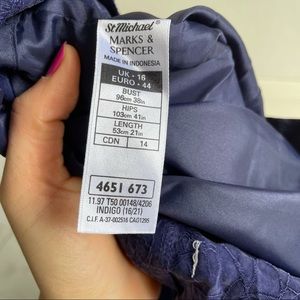 St Michael®
MARKS &
SPENCER
MADE IN INDONESIA
UK • 16
EURO • 44
BUST
96cm 38in
HIPS
103cm 41in
LENGTH
53cm 21in
CDN 14
4651 673
11.97 T50 00148/4206
INDIGO (16/21)
C.I.F. A-37-002516 CA01295